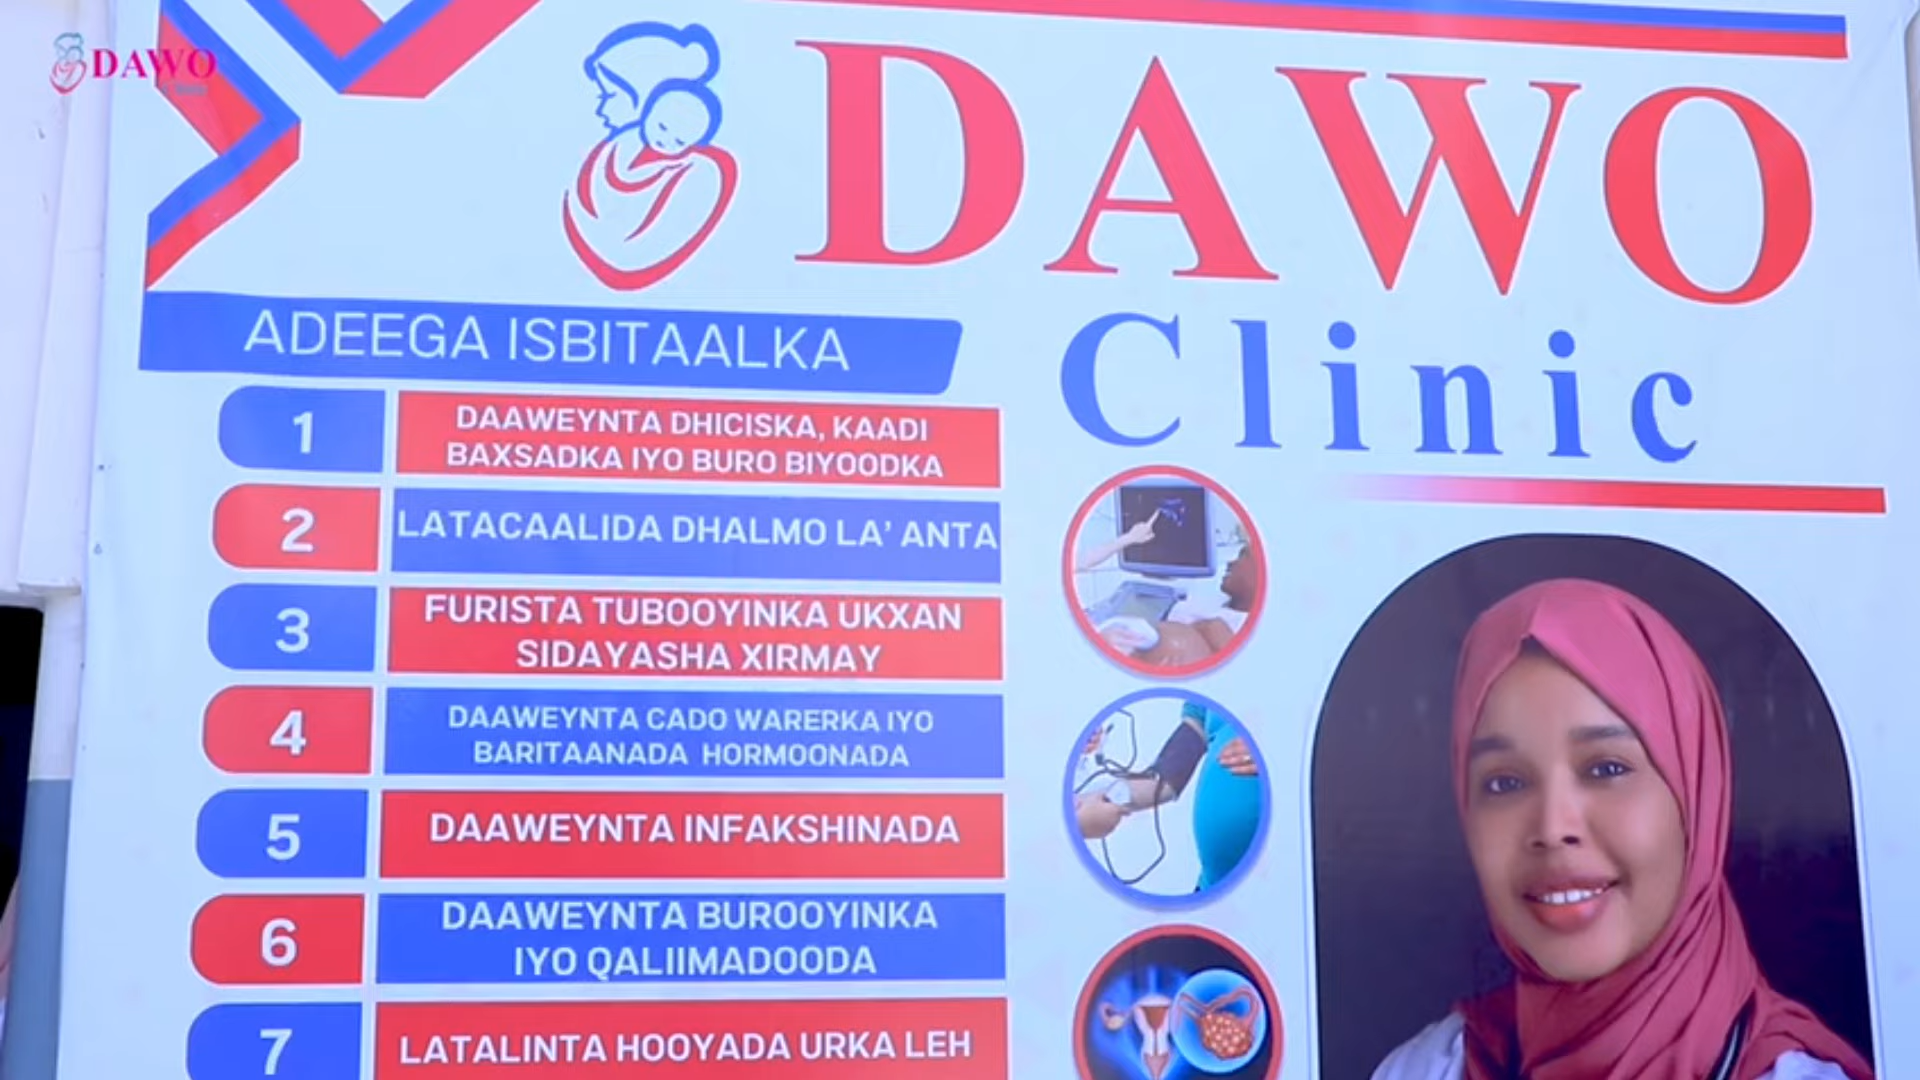 DAWO
DAWO
Clinic
ADEEGA ISBITAALKA
1
DAAWEYNTA DHICISKA, KAADI
BAXSADKA IYO BURO BIYOODKA
2
LATACAALIDA DHALMO LA' ANTA
3
FURISTA TUBOOYINKA UKXAN
SIDAYASHA XIRMAY
4
DAAWEYNTA CADO WARERKA IYO
BARITAANADA HORMOONADA
5
DAAWEYNTA INFAKSHINADA
6
DAAWEYNTA BUROOYINKA
IYO QALIIMADOODA
7
LATALINTA HOOYADA URKA LEH